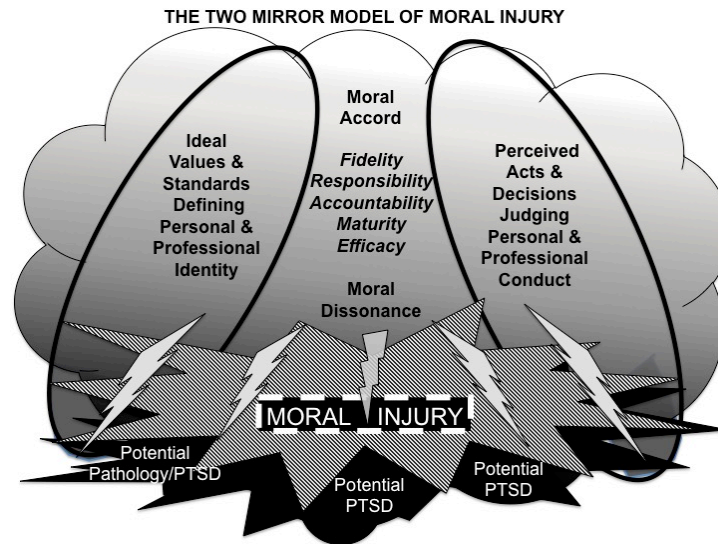 THE TWO MIRROR MODEL OF MORAL INJURY
Ideal
Values &
Standards
Defining
Personal &
Professional
Identity
Moral
Accord
Fidelity
Responsibility
Accountability
Maturity
Efficacy
Moral
Dissonance
Perceived
Acts &
Decisions
Judging
Personal &
Professional
Conduct
MORAL INJURY
Potential
Pathology/PTSD
Potential
PTSD
Potential
PTSD